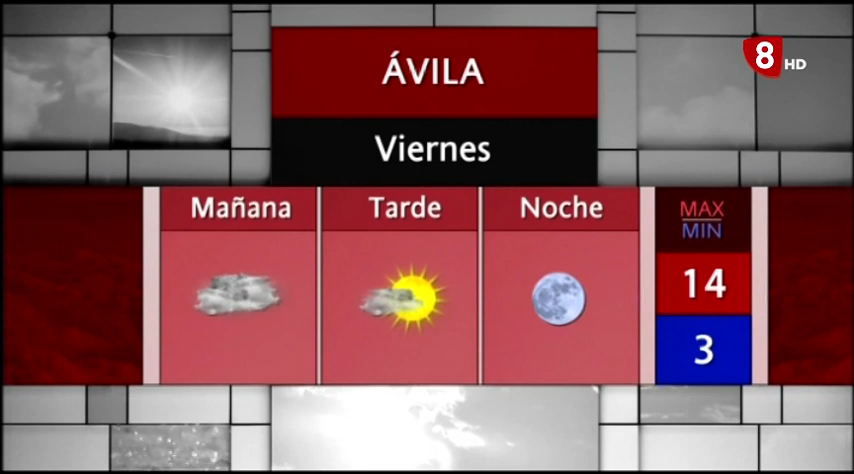 ÁVILA
8 HD
Viernes
Mañana
Tarde
Noche
MAX
MIN
14
3